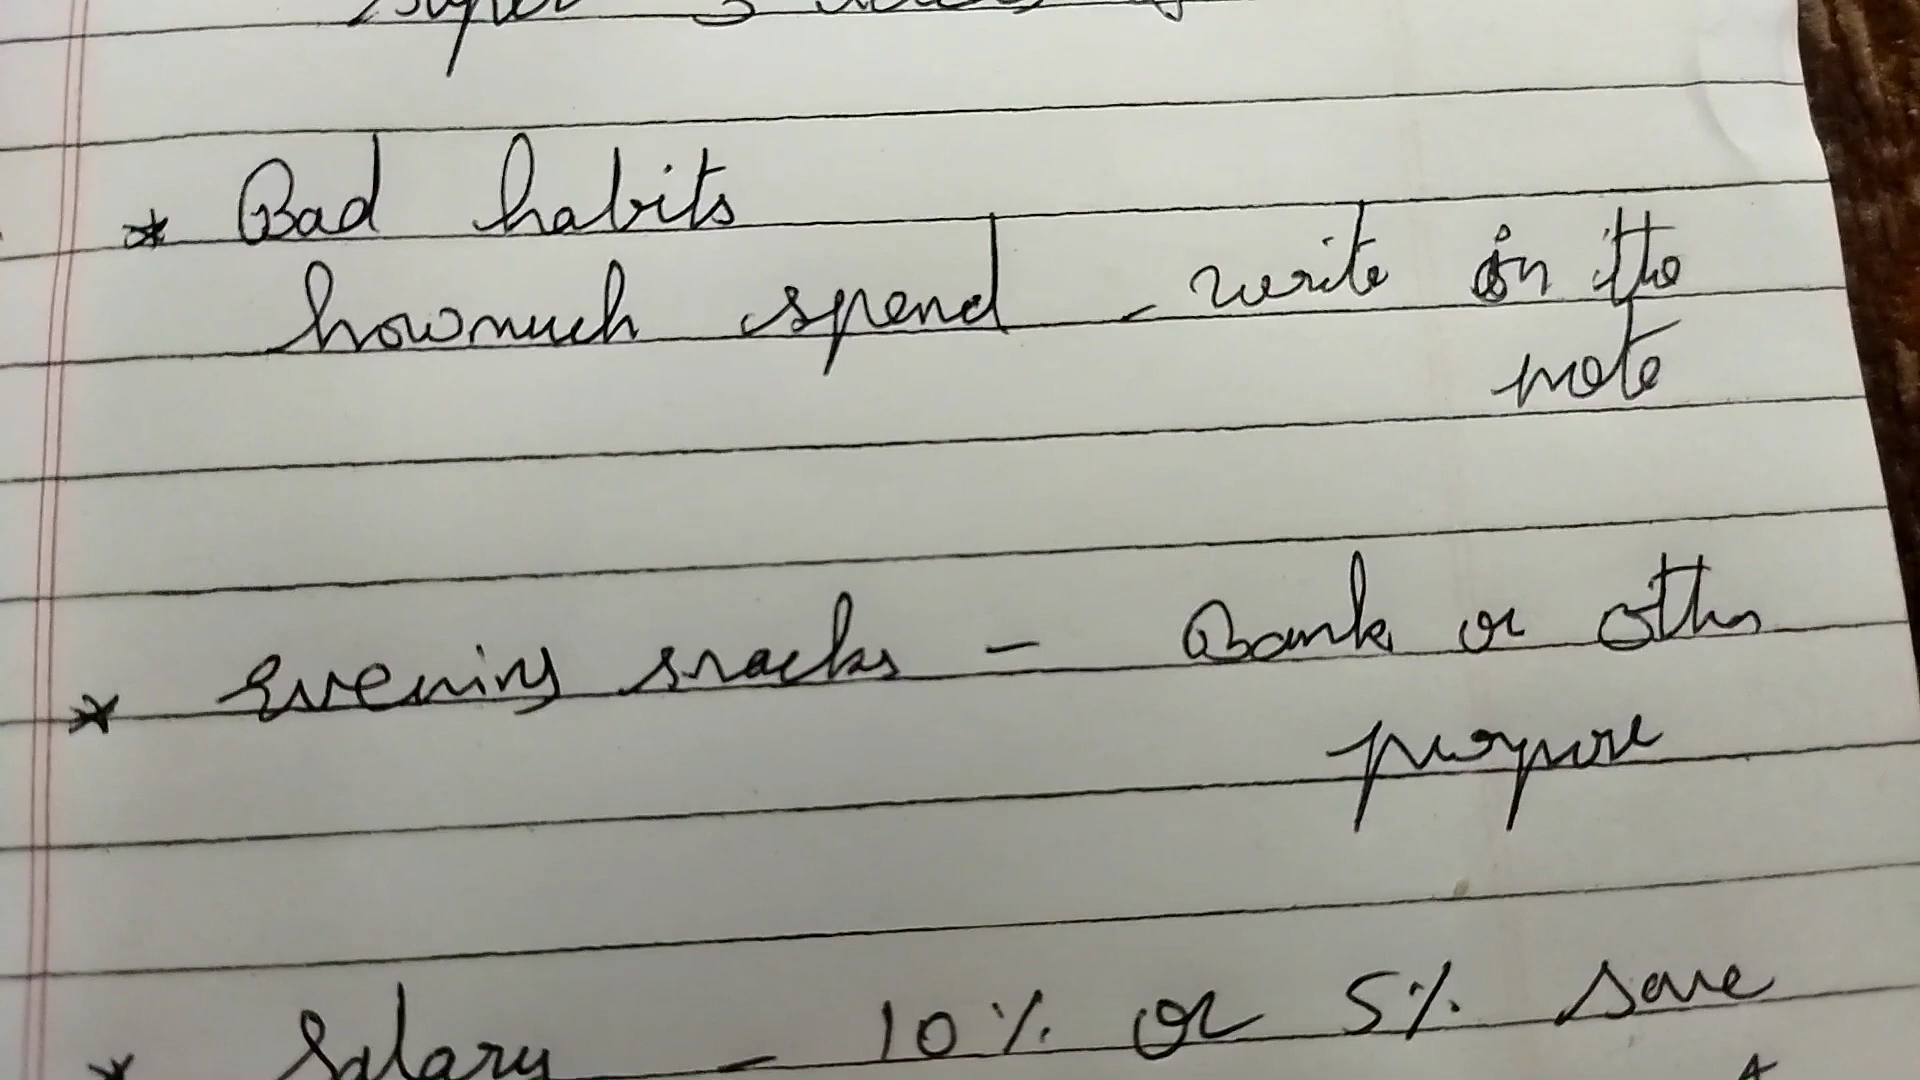 * Bad habits
howmuch spend - write in the
note
* evening snacks - Bank or other
purpose
* Salary - 10% or 5% save